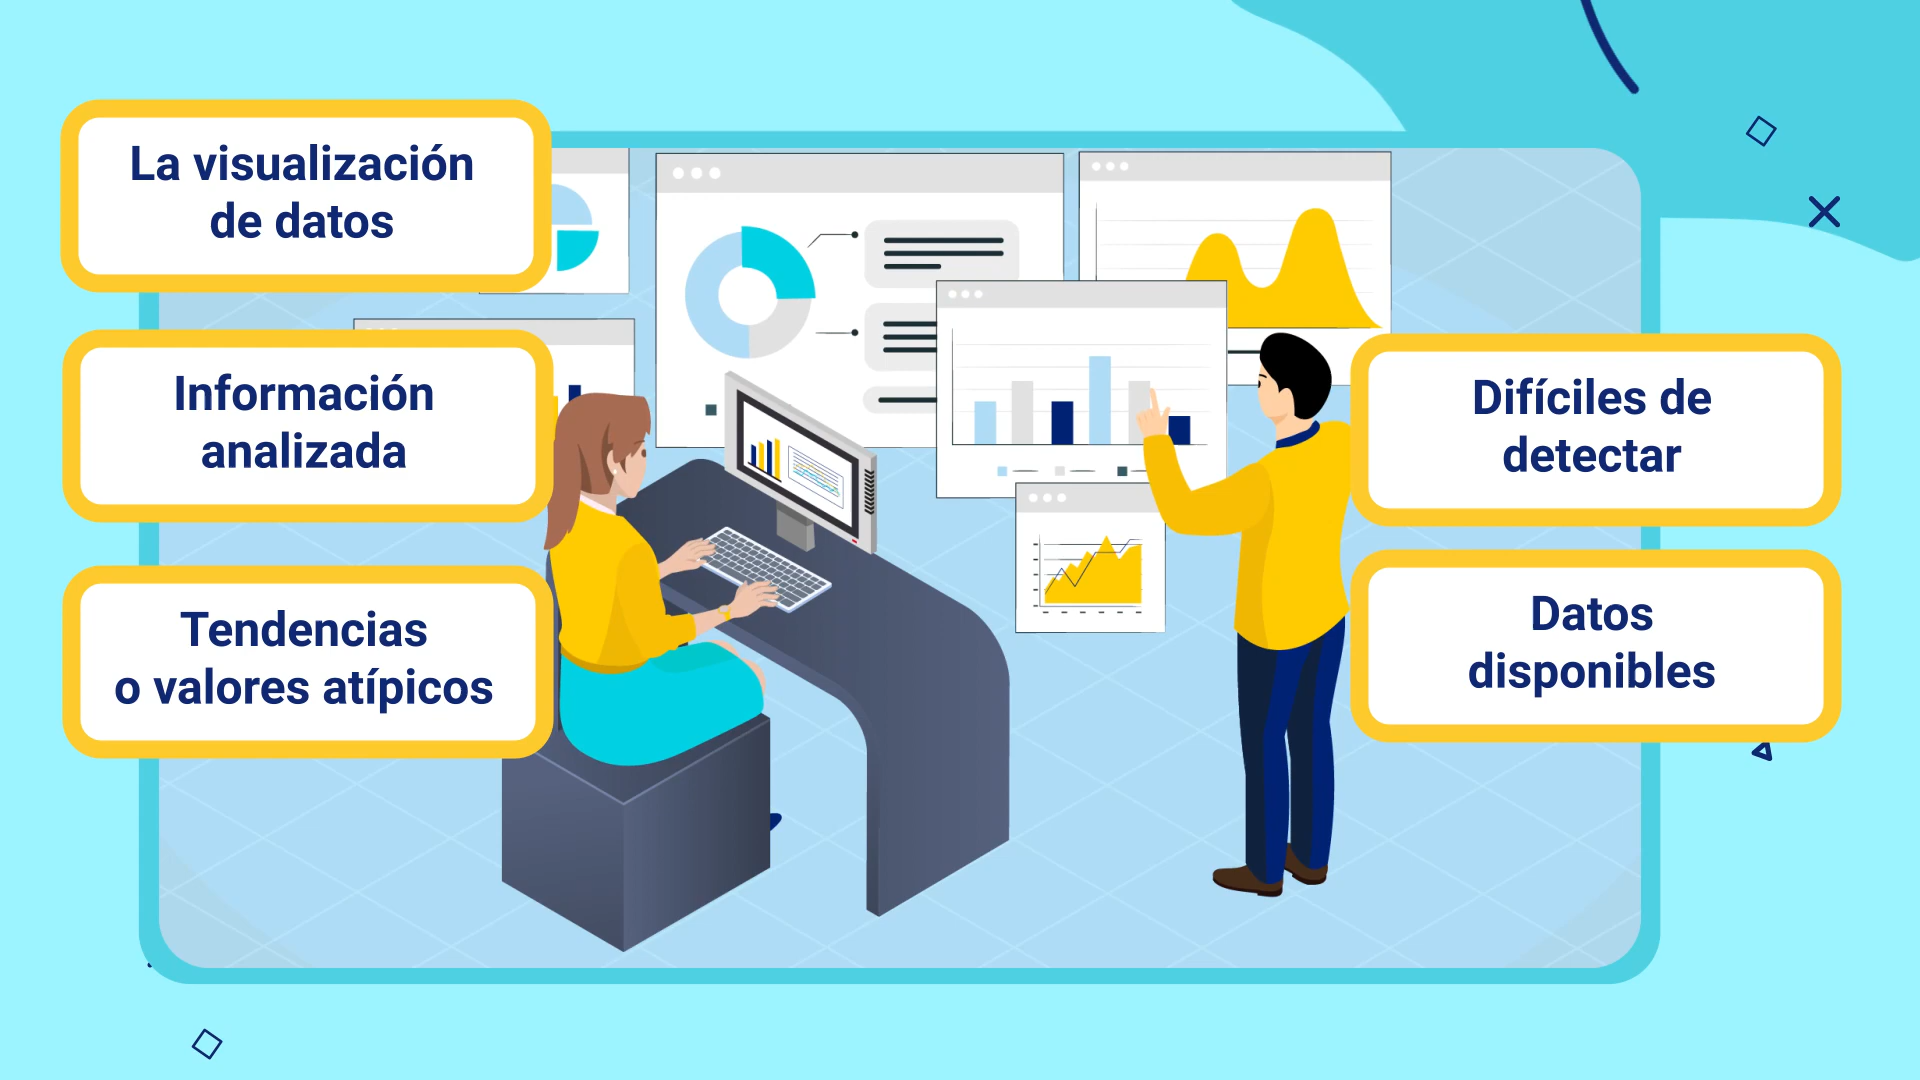 La visualización
de datos
Información
analizada
Tendencias
o valores atípicos
Difíciles de
detectar
Datos
disponibles